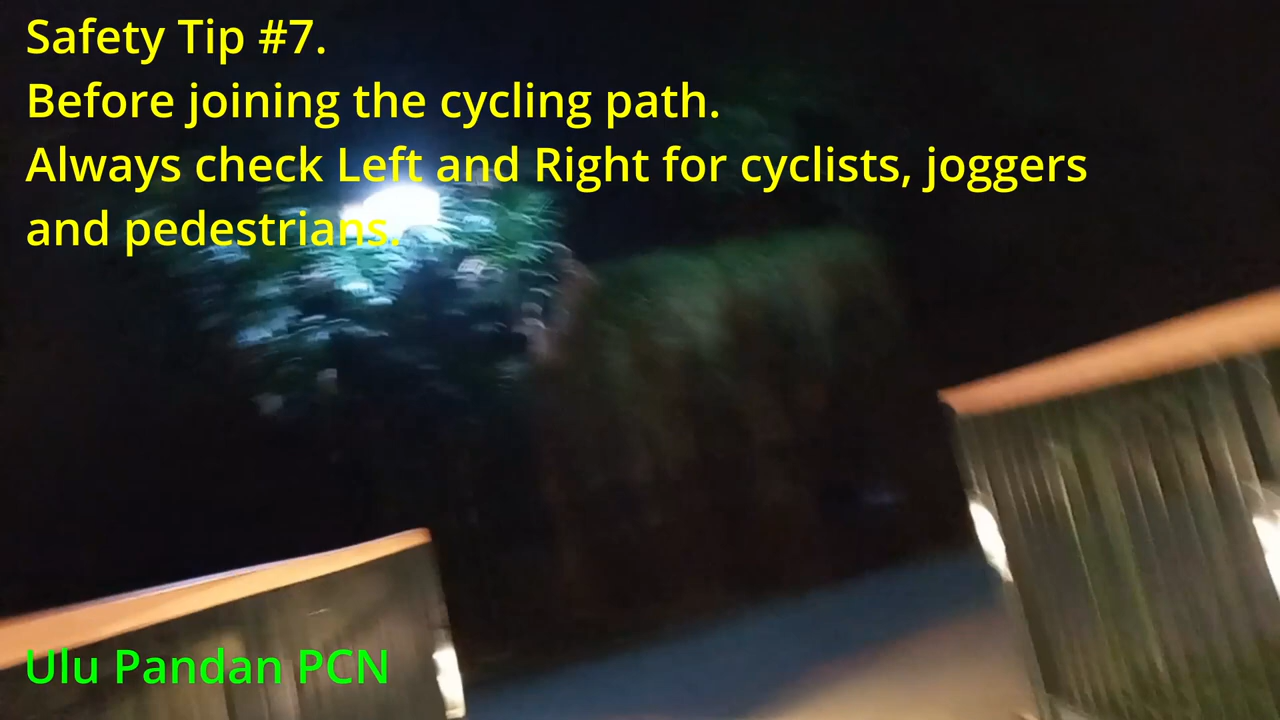 Safety Tip #7.
Before joining the cycling path.
Always check Left and Right for cyclists, joggers
and pedestrians.
Ulu Pandan PCN